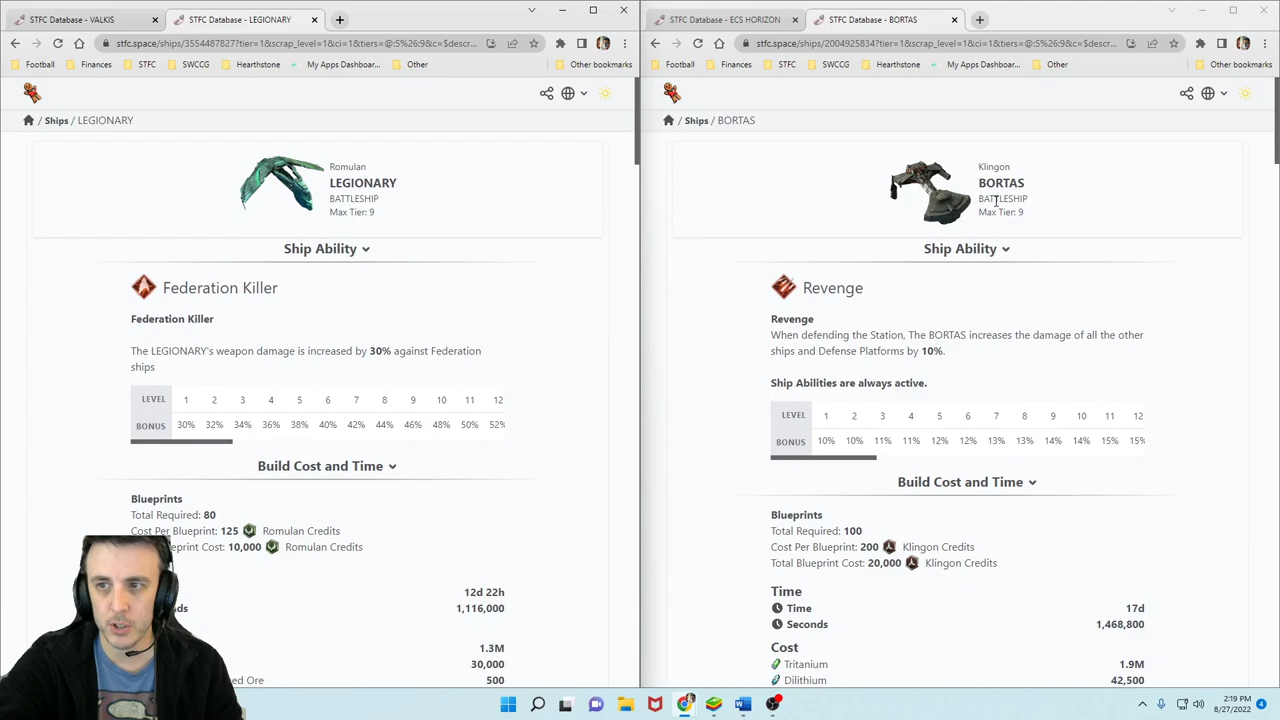 STFC Database - VALKIS
STFC Database - LEGIONARY
stfc.space/ships/3554487827?tier=1&scrap_level=1&ci=1&tiers=@:5%26:9&c=$descr...
Football Finances STFC SWCCG Hearthstone My Apps Dashboard... Other Other bookmarks
/ Ships / LEGIONARY
Romulan
LEGIONARY
BATTLESHIP
Max Tier: 9
Ship Ability
Federation Killer
Federation Killer
The LEGIONARY's weapon damage is increased by 30% against Federation
ships
LEVEL 1 2 3 4 5 6 7 8 9 10 11 12
BONUS 30% 32% 34% 36% 38% 40% 42% 44% 46% 48% 50% 52%
Build Cost and Time
Blueprints
Total Required: 80
Cost Per Blueprint: 125 Romulan Credits
Blueprint Cost: 10,000 Romulan Credits
12d 22h
1,116,000
1.3M
30,000
Ore 500
STFC Database - ECS HORIZON
STFC Database - BORTAS
stfc.space/ships/2004925834?tier=1&scrap_level=1&ci=1&tiers=@:5%26:9&c=$descr...
Football Finances STFC SWCCG Hearthstone My Apps Dashboard... Other Other bookmarks
/ Ships / BORTAS
Klingon
BORTAS
BATTLESHIP
Max Tier: 9
Ship Ability
Revenge
Revenge
When defending the Station, The BORTAS increases the damage of all the other
ships and Defense Platforms by 10%.
Ship Abilities are always active.
LEVEL 1 2 3 4 5 6 7 8 9 10 11 12
BONUS 10% 10% 11% 11% 12% 12% 13% 13% 14% 14% 15% 15%
Build Cost and Time
Blueprints
Total Required: 100
Cost Per Blueprint: 200 Klingon Credits
Total Blueprint Cost: 20,000 Klingon Credits
Time
Time 17d
Seconds 1,468,800
Cost
Tritanium 1.9M
Dilithium 42,500
2:19 PM
8/27/2022